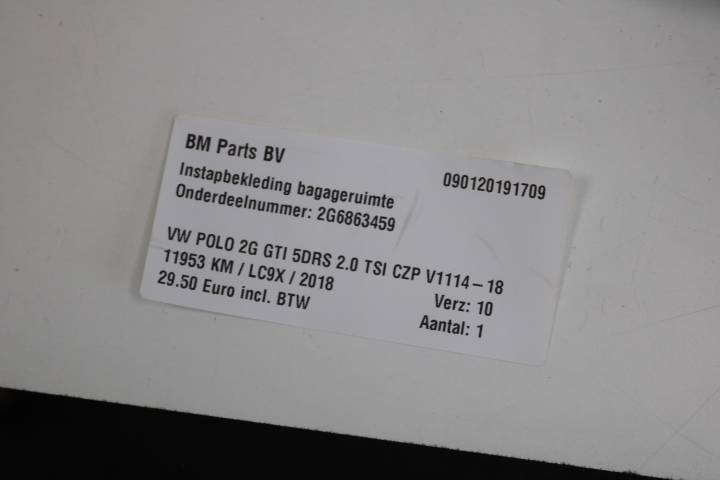 BM Parts BV 090120191709
Instapbekleding bagageruimte
Onderdeelnummer: 2G6863459
VW POLO 2G GTI 5DRS 2.0 TSI CZP V1114-18
11953 KM / LC9X / 2018 Verz: 10
29.50 Euro incl. BTW Aantal: 1